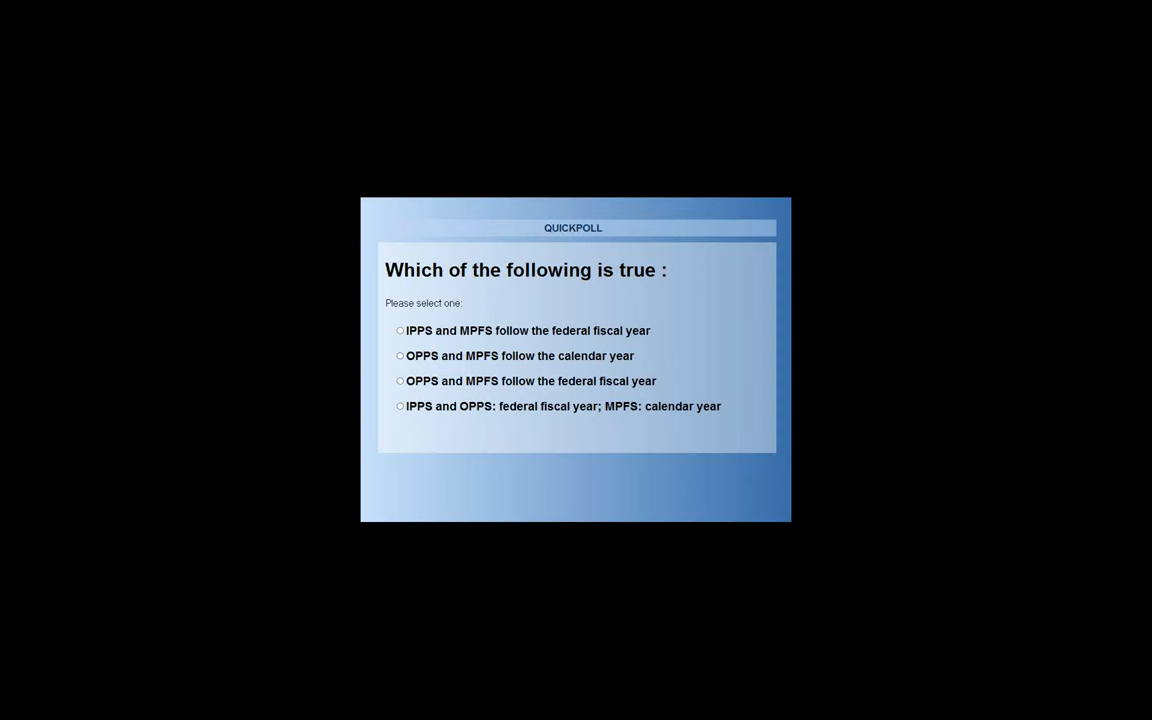 QUICKPOLL
Which of the following is true :
Please select one:
IPPS and MPFS follow the federal fiscal year
OPPS and MPFS follow the calendar year
OPPS and MPFS follow the federal fiscal year
IPPS and OPPS: federal fiscal year; MPFS: calendar year